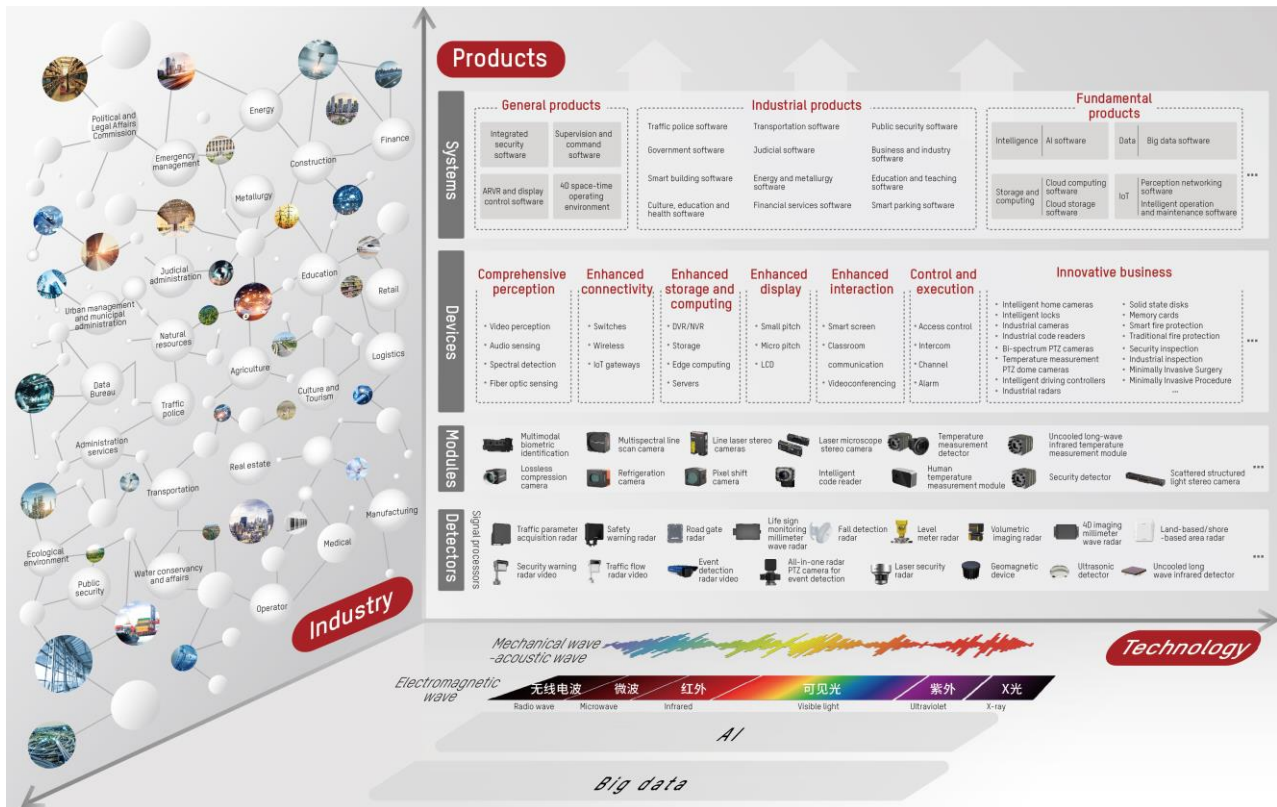 Political and
Legal Affairs
Commission
Energy
Finance
Emergency
management
Construction
Metallurgy
Judicial
administration
Education
Retail
Urban management
and municipal
administration
Natural
resources
Logistics
Agriculture
Data
Bureau
Culture and
Tourism
Traffic
police
Administration
services
Real estate
Transportation
Manufacturing
Medical
Ecological
environment
Water conservancy
and affairs
Public
security
Operator
Industry
Products
Systems
General products
Integrated
security
software
Supervision and
command
software
ARVR and display
control software
4D space-time
operating
environment
Industrial products
Traffic police software
Transportation software
Public security software
Government software
Judicial software
Business and industry
software
Smart building software
Energy and metallurgy
software
Education and teaching
software
Culture, education and
health software
Financial services software
Smart parking software
Fundamental
products
Intelligence
AI software
Data
Big data software
Storage and
computing
Cloud computing
software
Cloud storage
software
IoT
Perception networking
software
Intelligent operation
and maintenance software
...
Devices
Comprehensive
perception
• Video perception
• Audio sensing
• Spectral detection
• Fiber optic sensing
Enhanced
connectivity
• Switches
• Wireless
• IoT gateways
Enhanced
storage and
computing
• DVR/NVR
• Storage
• Edge computing
• Servers
Enhanced
display
• Small pitch
• Micro pitch
• LCD
Enhanced
interaction
• Smart screen
• Classroom
communication
• Videoconferencing
Control and
execution
• Access control
• Intercom
• Channel
• Alarm
Innovative business
• Intelligent home cameras
• Intelligent locks
• Industrial cameras
• Industrial code readers
• Bi-spectrum PTZ cameras
• Temperature measurement
PTZ dome cameras
• Intelligent driving controllers
• Industrial radars
• Solid state disks
• Memory cards
• Smart fire protection
• Traditional fire protection
• Security inspection
• Industrial inspection
• Minimally Invasive Surgery
• Minimally Invasive Procedure
...
...
Modules
Multimodal
biometric
identification
Multispectral line
scan camera
Line laser stereo
cameras
Laser microscope
stereo camera
Temperature
measurement
detector
Uncooled long-wave
infrared temperature
measurement module
Lossless
compression
camera
Refrigeration
camera
Pixel shift
camera
Intelligent
code reader
Human
temperature
measurement module
Security detector
Scattered structured
light stereo camera
...
Detectors
Signal processors
Traffic parameter
acquisition radar
Safety
warning radar
Road gate
radar
Life sign
monitoring
millimeter
wave radar
Fall detection
radar
Level
meter radar
Volumetric
imaging radar
4D imaging
millimeter
wave radar
Land-based/shore
-based area radar
Security warning
radar video
Traffic flow
radar video
Event
detection
radar video
All-in-one radar
PTZ camera for
event detection
Laser security
radar
Geomagnetic
device
Ultrasonic
detector
Uncooled long
wave infrared detector
...
Technology
Mechanical wave
-acoustic wave
Electromagnetic
wave
无线电波
微波
红外
可见光
紫外
X光
Radio wave
Microwave
Infrared
Visible light
Ultraviolet
X-ray
AI
Big data